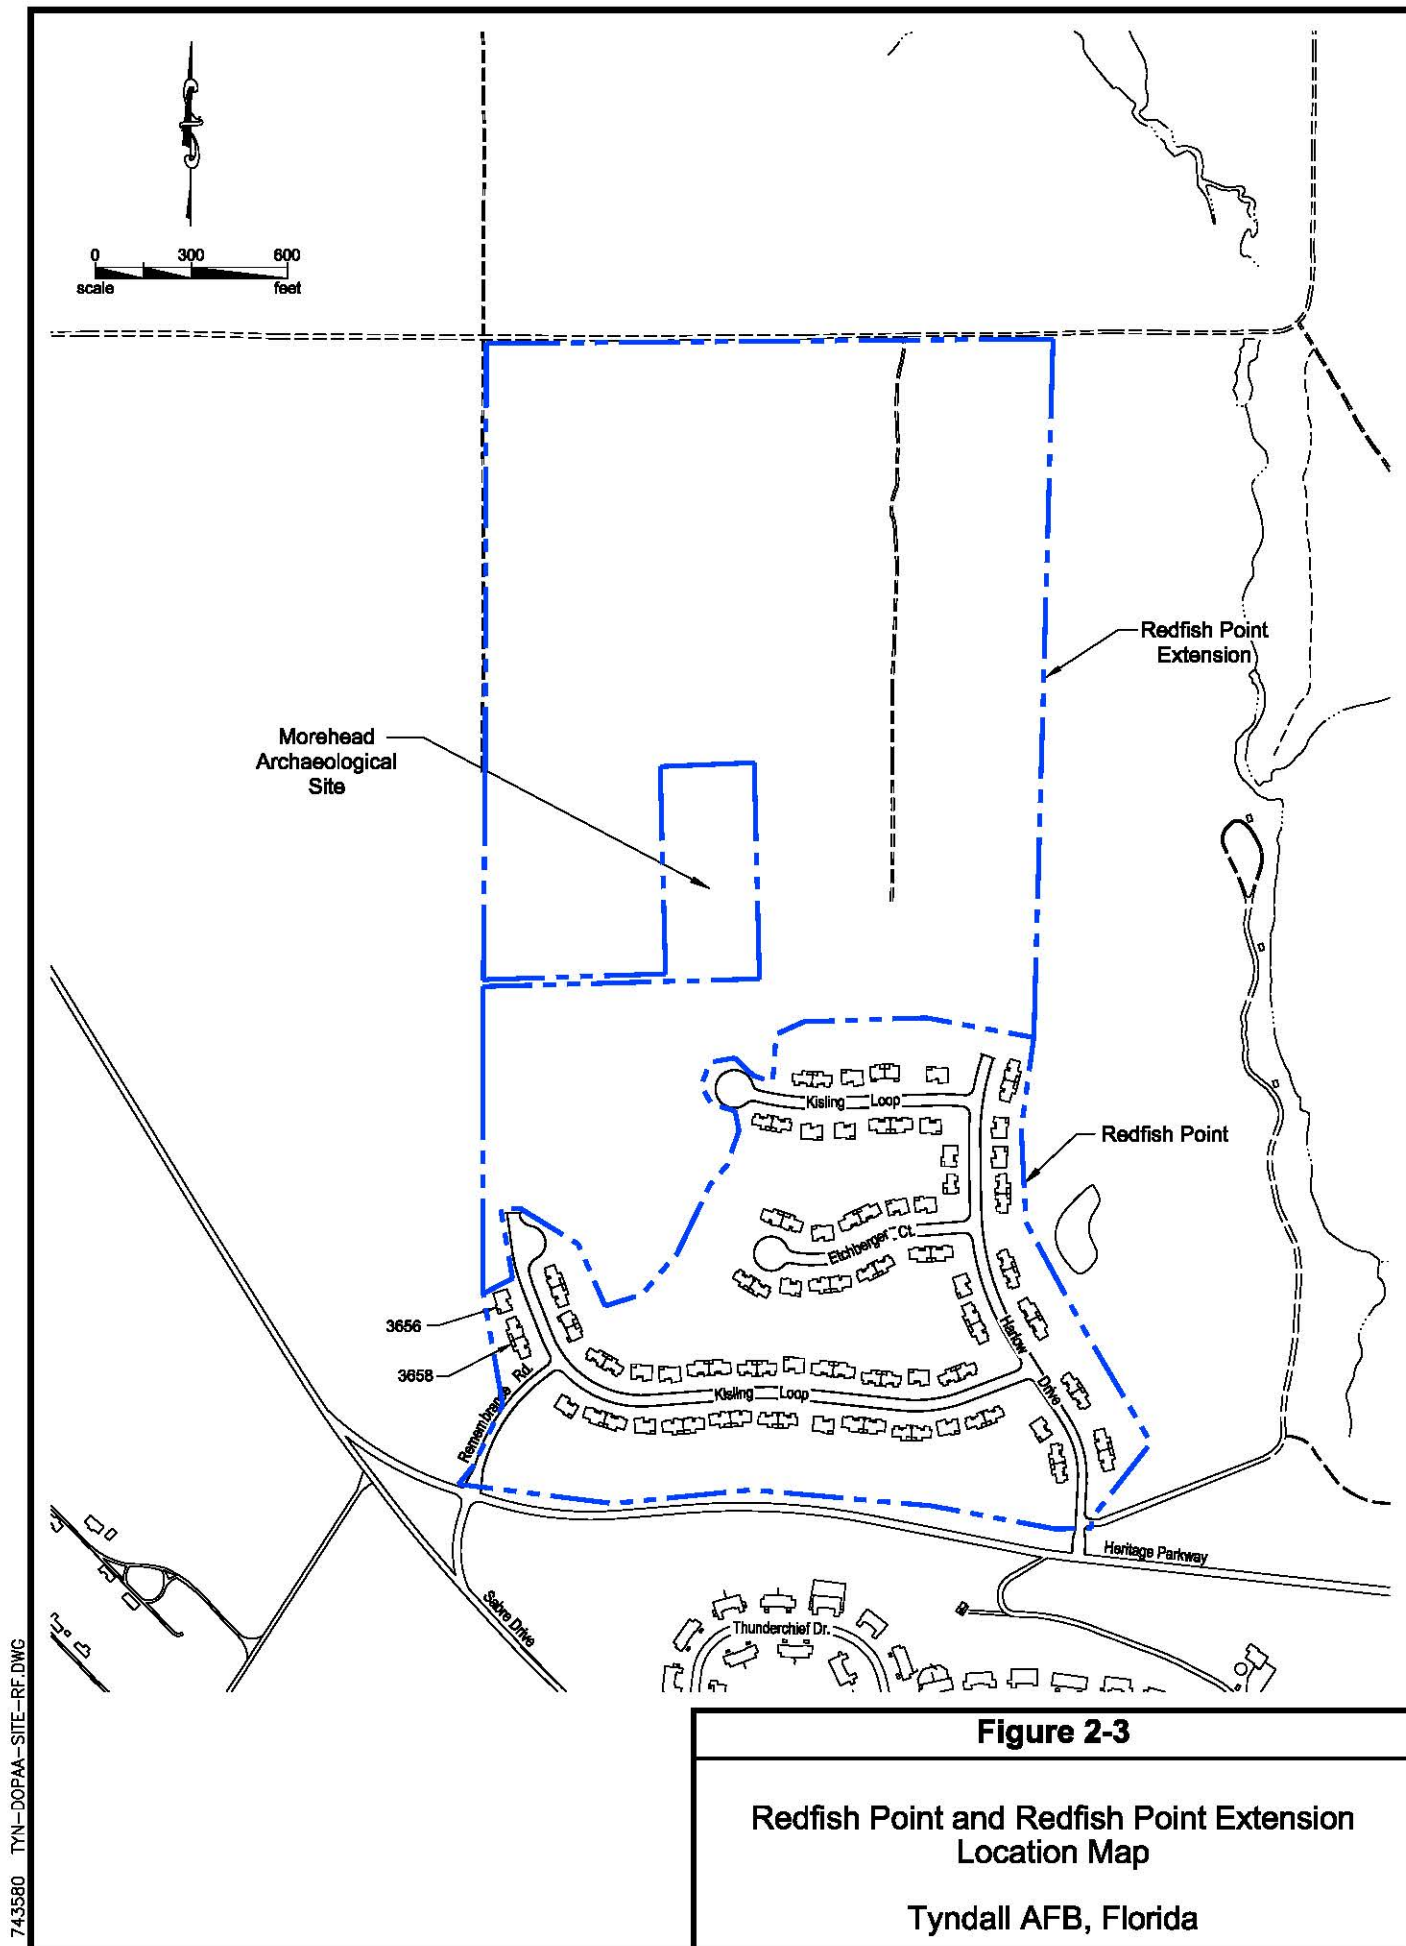 0 300 600
scale feet
Redfish Point
Extension
Morehead
Archaeological
Site
Kisling Loop
Redfish Point
Etchberger Ct.
3656
Harlow Drive
3658
Remembrance Rd.
Kisling Loop
Heritage Parkway
Sabre Drive
Thunderchief Dr.
743580 TYN-DOPAA-SITE-RF.DWG
Figure 2-3
Redfish Point and Redfish Point Extension
Location Map
Tyndall AFB, Florida